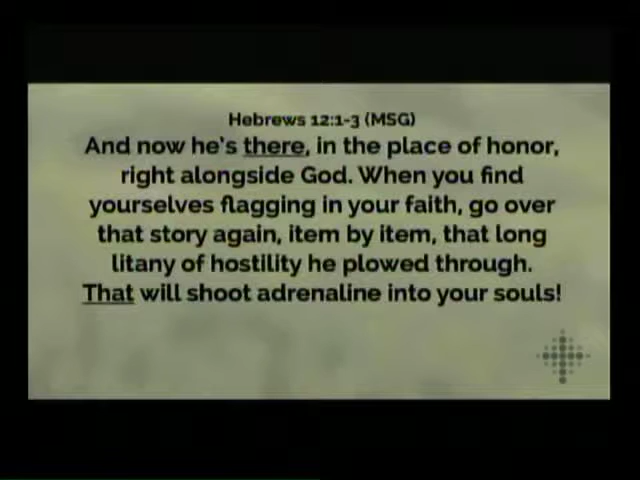 Hebrews 12:1-3 (MSG)
And now he's there, in the place of honor,
right alongside God. When you find
yourselves flagging in your faith, go over
that story again, item by item, that long
litany of hostility he plowed through.
That will shoot adrenaline into your souls!